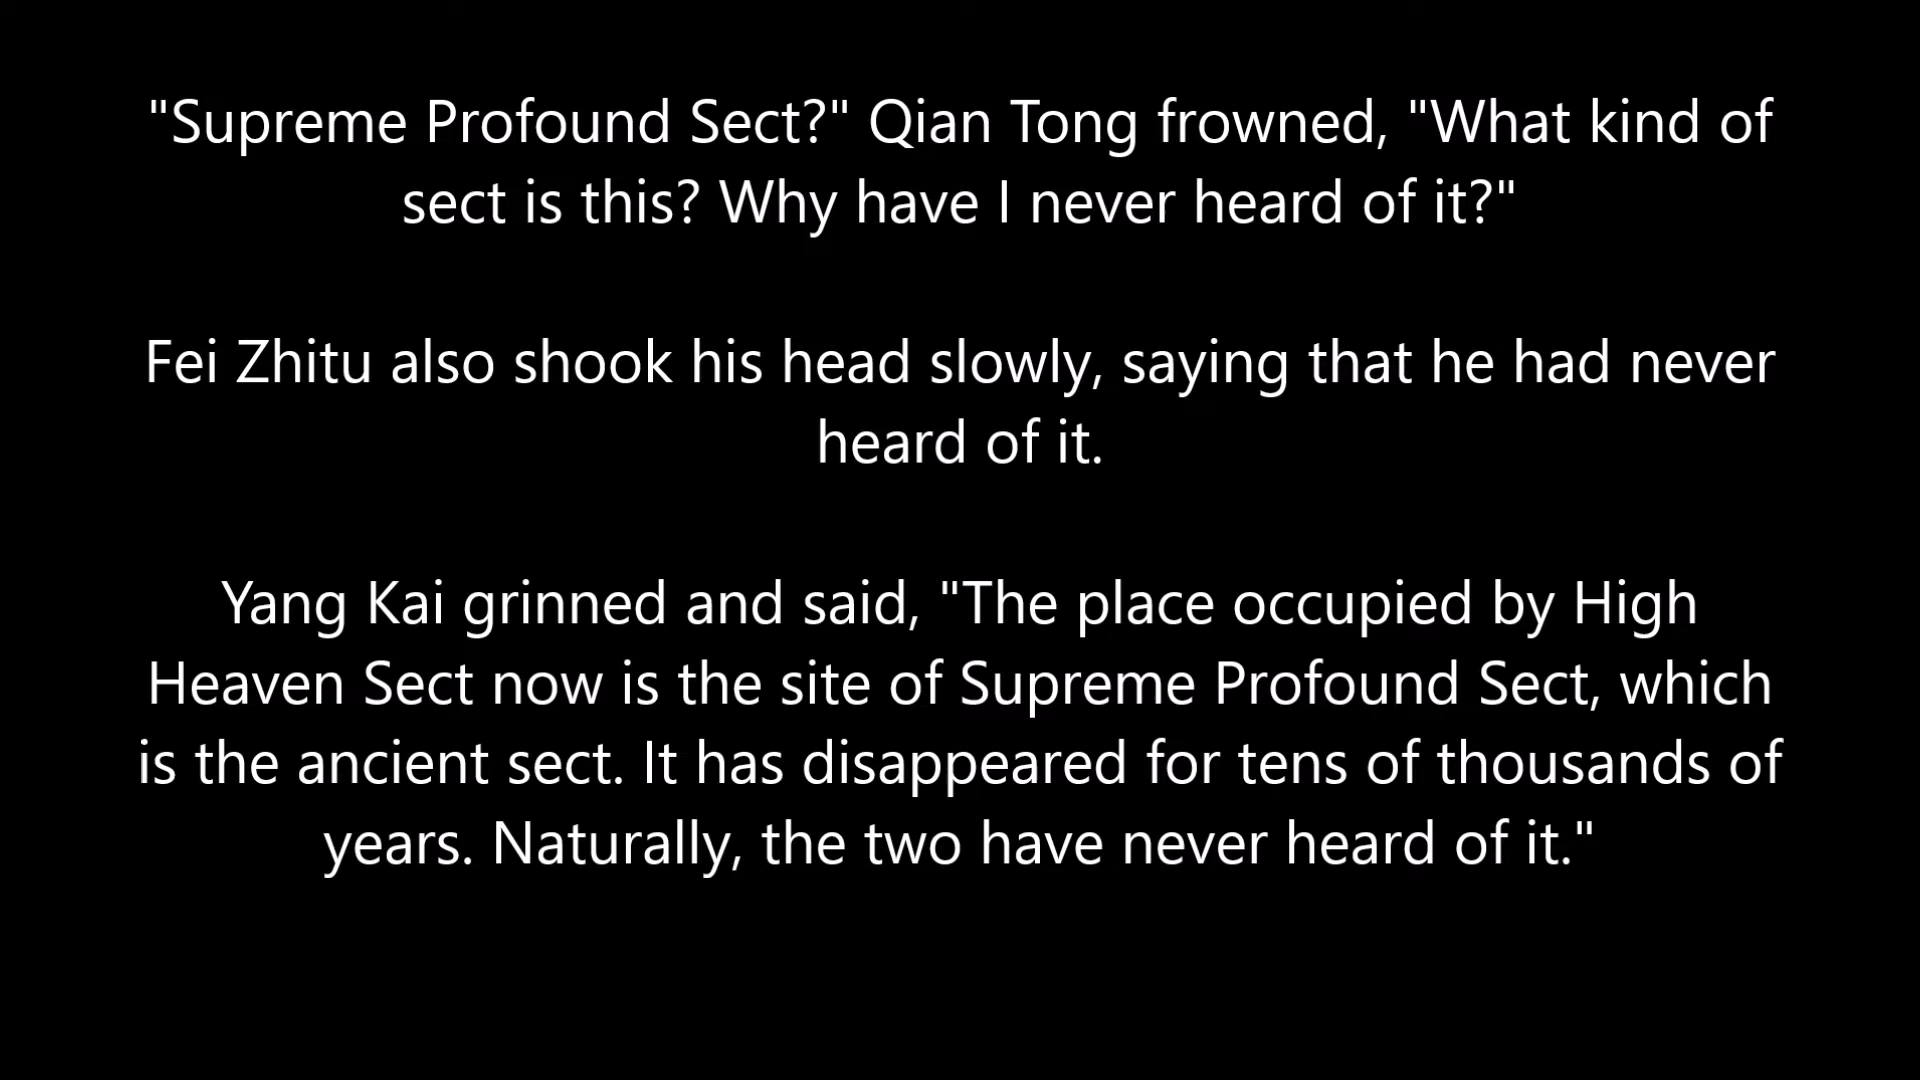 "Supreme Profound Sect?" Qian Tong frowned, "What kind of
sect is this? Why have I never heard of it?"
Fei Zhitu also shook his head slowly, saying that he had never
heard of it.
Yang Kai grinned and said, "The place occupied by High
Heaven Sect now is the site of Supreme Profound Sect, which
is the ancient sect. It has disappeared for tens of thousands of
years. Naturally, the two have never heard of it."